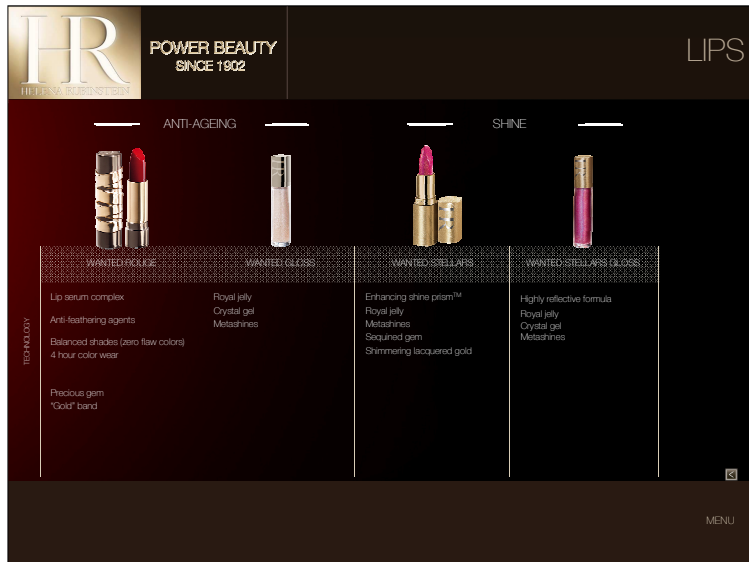 HR
HELENA RUBINSTEIN
POWER BEAUTY
SINCE 1902
LIPS
ANTI-AGEING
SHINE
WANTED ROUGE
WANTED GLOSS
WANTED STELLARS
WANTED STELLARS GLOSS
TECHNOLOGY
Lip serum complex
Anti-feathering agents
Balanced shades (zero flaw colors)
4 hour color wear
Precious gem
“Gold” band
Royal jelly
Crystal gel
Metashines
Enhancing shine prism™
Royal jelly
Metashines
Sequined gem
Shimmering lacquered gold
Highly reflective formula
Royal jelly
Crystal gel
Metashines
MENU